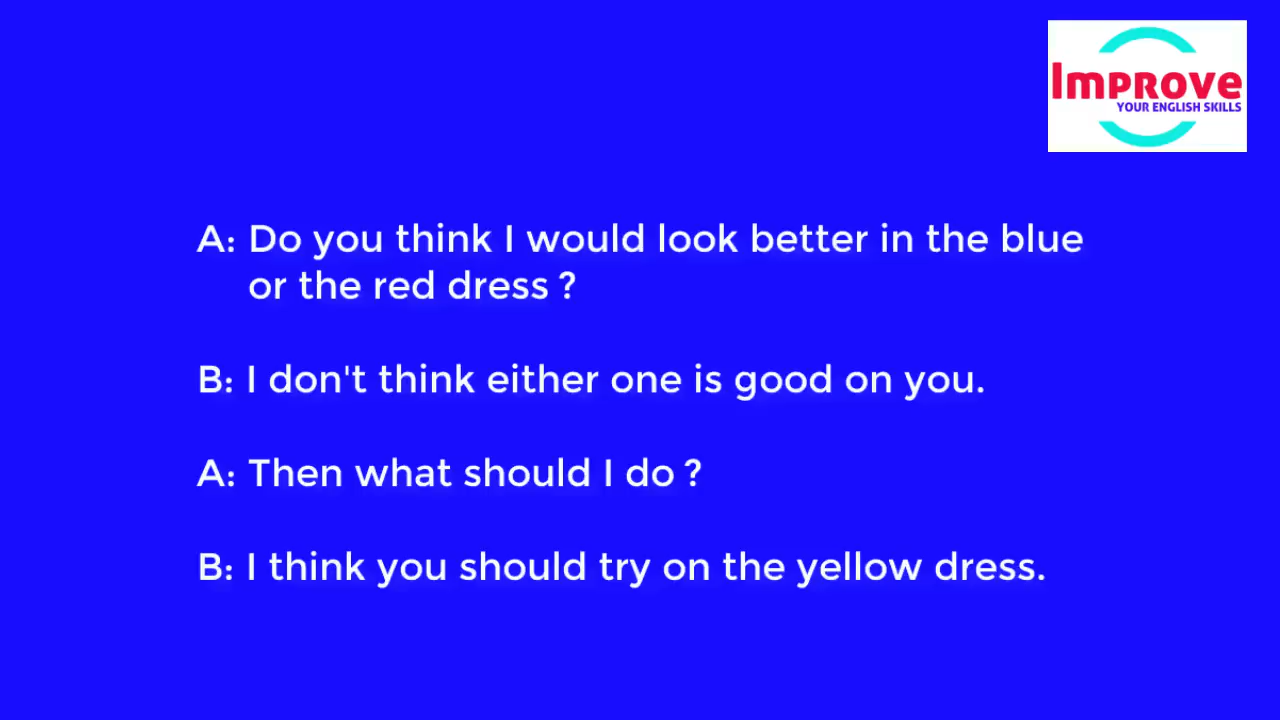 Improve
YOUR ENGLISH SKILLS
A: Do you think I would look better in the blue
or the red dress ?
B: I don't think either one is good on you.
A: Then what should I do ?
B: I think you should try on the yellow dress.